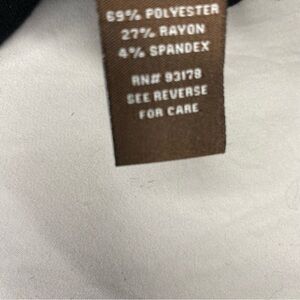 69% POLYESTER
27% RAYON
4% SPANDEX
RN# 93178
SEE REVERSE
FOR CARE